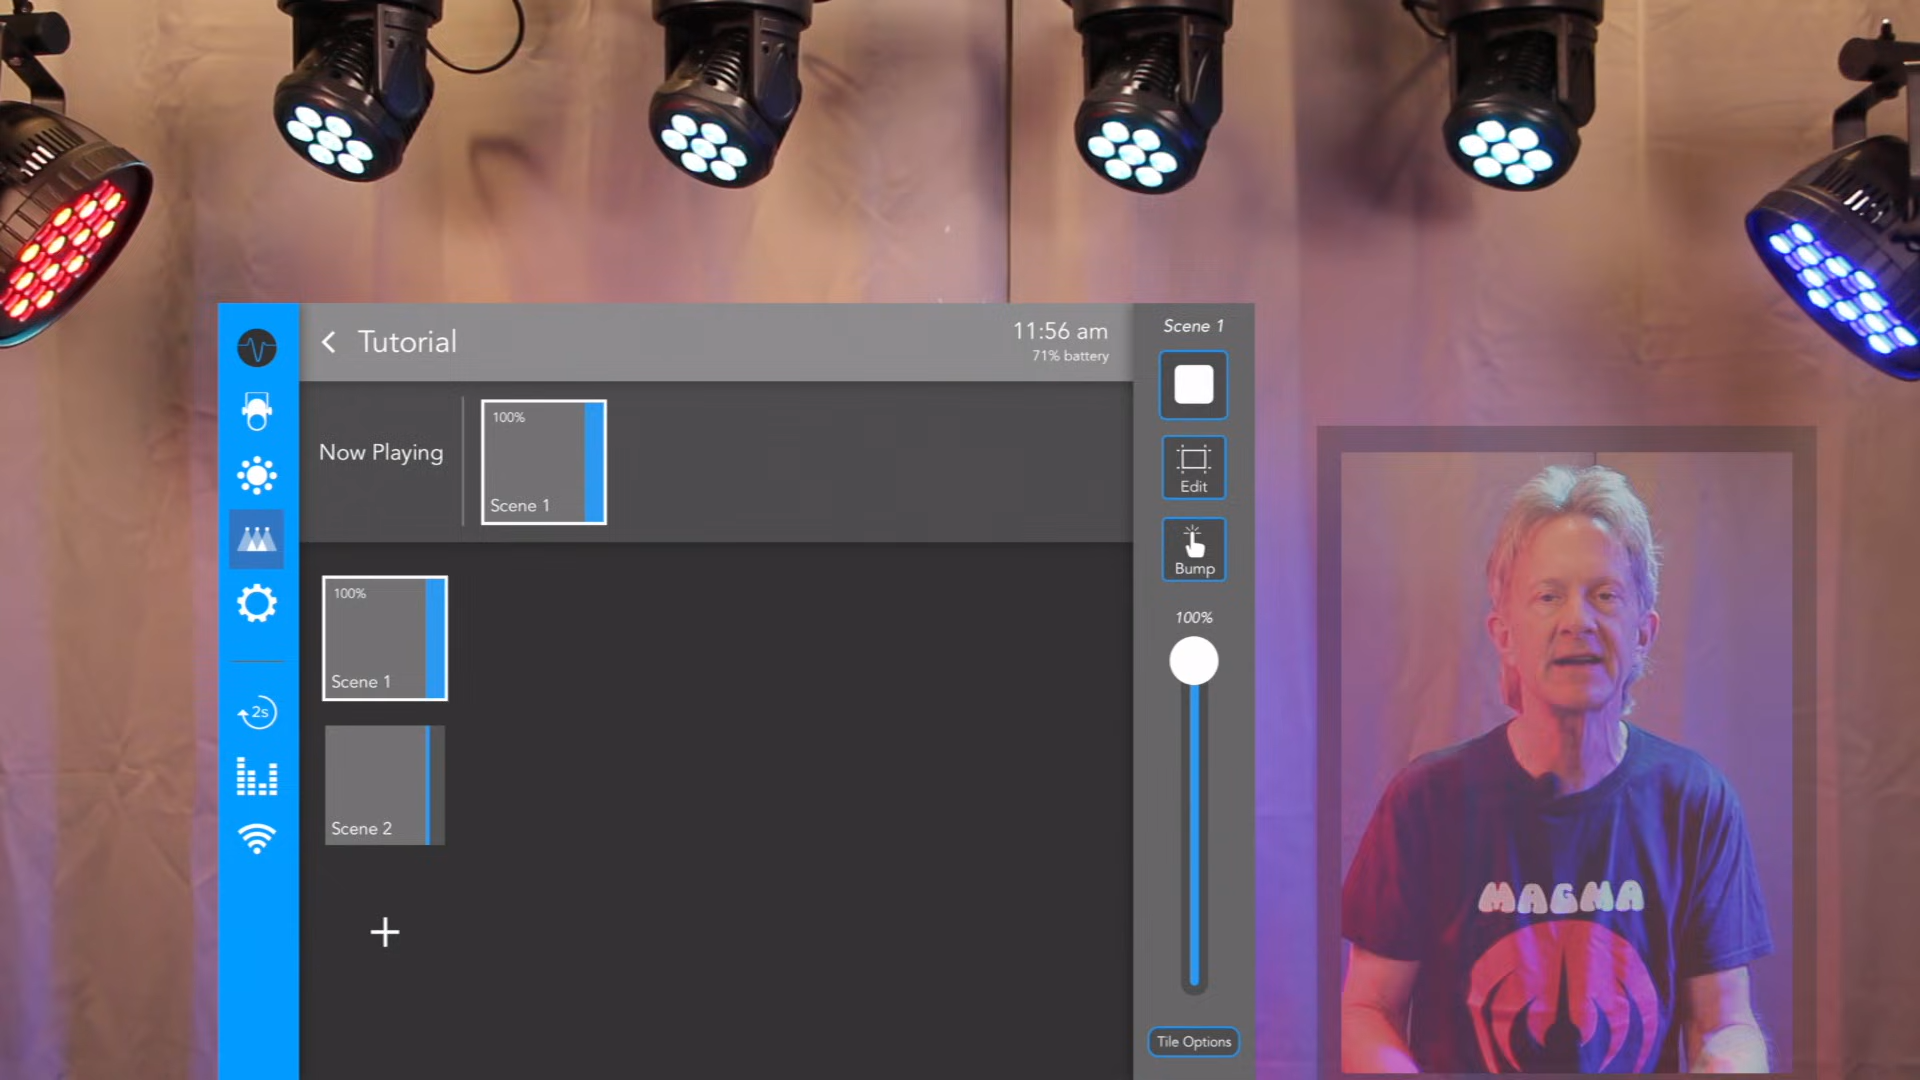 Tutorial
11:56 am
71% battery
Scene 1
Now Playing
100%
Scene 1
Edit
Bump
100%
100%
Scene 1
2s
Scene 2
Tile Options
MAGMA